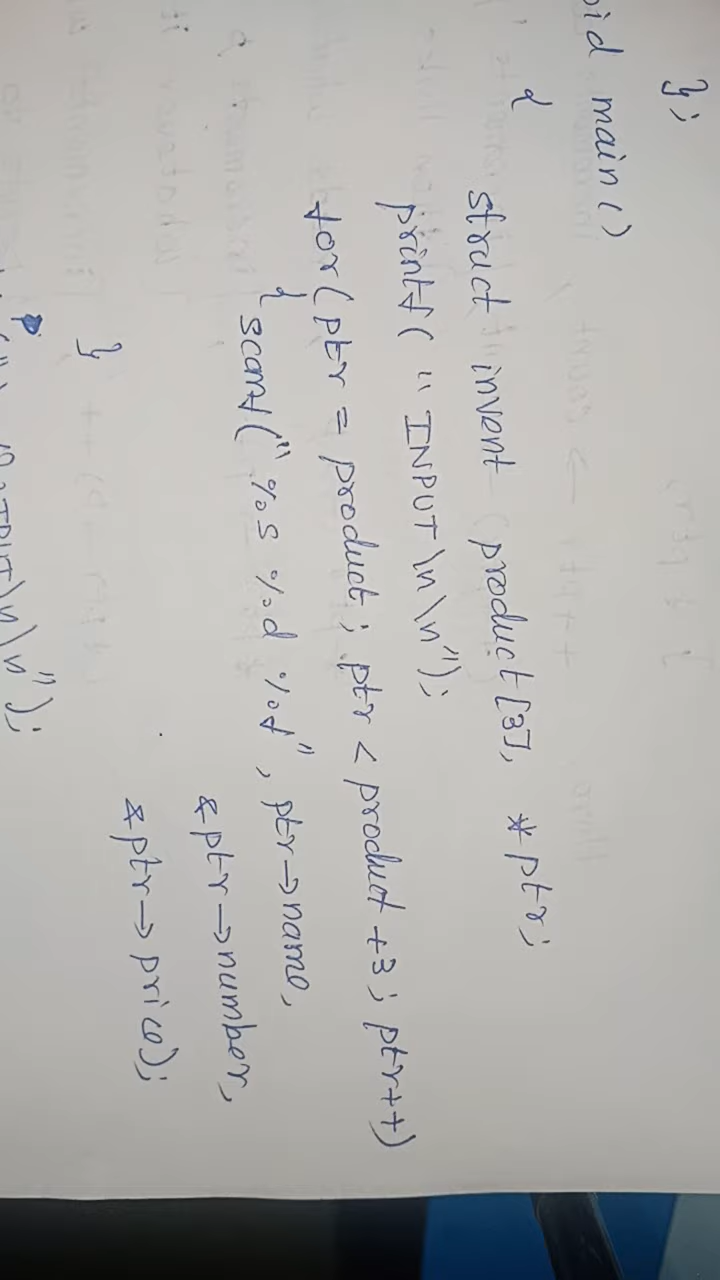 };
void main()
{
struct invent product[3], *ptr;
printf( "INPUT\n\n");
for(ptr = product; ptr < product +3; ptr++)
{ scanf("%s %d %f", ptr→name,
&ptr→number,
&ptr→price);
}
\n\n");